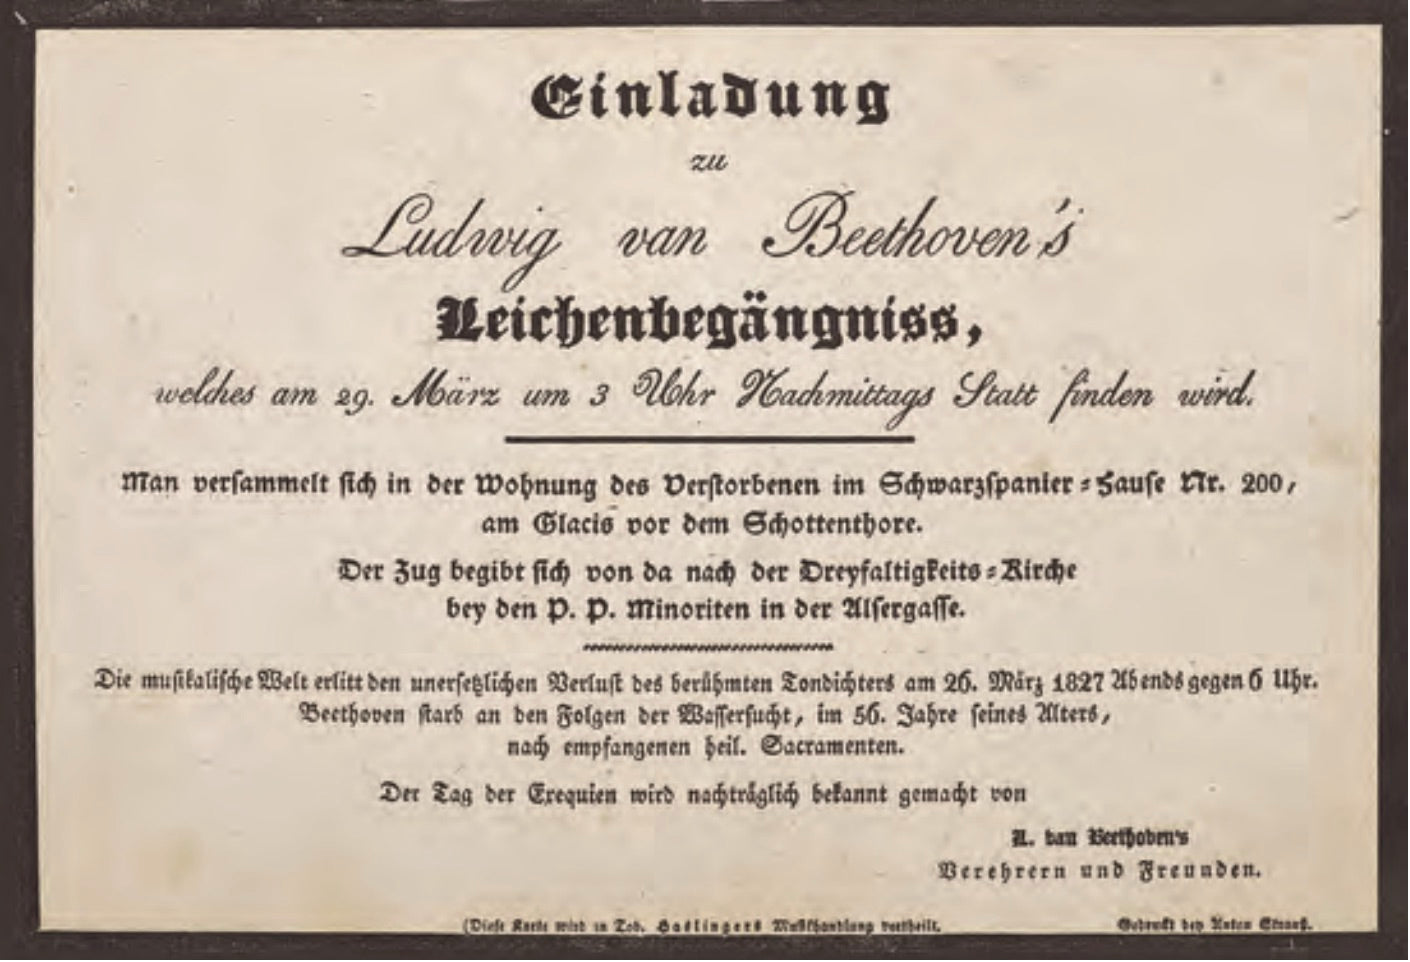 Einladung
zu
Ludwig van Beethoven's
Leichenbegängniss,
welches am 29. März um 3 Uhr Nachmittags Statt finden wird.
Man versammelt sich in der Wohnung des Verstorbenen im Schwarzspanier-Hause Nr. 200,
am Glacis vor dem Schottenthore.
Der Zug begibt sich von da nach der Dreyfaltigkeits-Kirche
bey den P. P. Minoriten in der Alsergasse.
Die musikalische Welt erlitt den unersetzlichen Verlust des berühmten Tondichters am 26. März 1827 Abends gegen 6 Uhr.
Beethoven starb an den Folgen der Wassersucht, im 56. Jahre seines Alters,
nach empfangenen heil. Sacramenten.
Der Tag der Exequien wird nachträglich bekannt gemacht von
L. van Beethoven's
Verehrern und Freunden.
(Diese Karte wird in Tob. Haslingers Musikhandlung vertheilt.
Gedruckt bey Anton Strauß.